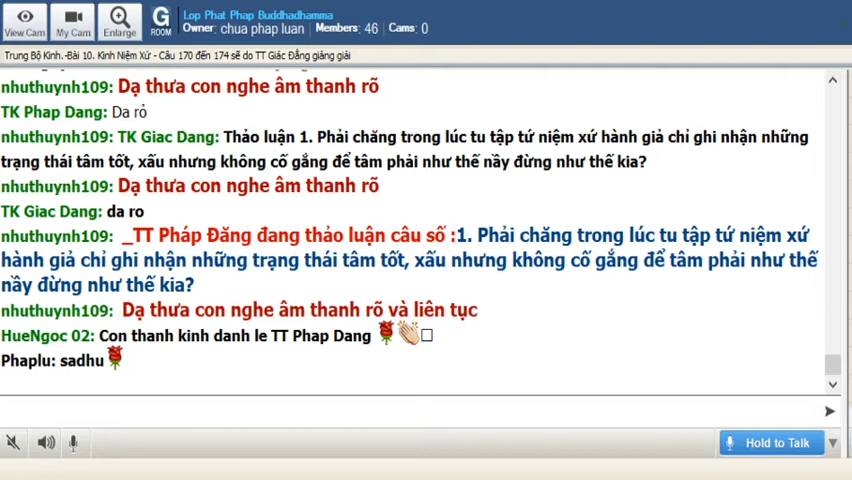 Lop Phat Phap Buddhadhamma
Owner: chua phap luan Members: 46 Cams: 0
View Cam My Cam Enlarge G ROOM
Trung Bộ Kinh.-Bài 10. Kinh Niệm Xứ - Câu 170 đến 174 sẽ do TT Giác Đẳng giảng giải
nhuthuynh109: Dạ thưa con nghe âm thanh rõ
TK Phap Dang: Da rỏ
nhuthuynh109: TK Giac Dang: Thảo luận 1. Phải chăng trong lúc tu tập tứ niệm xứ hành giả chỉ ghi nhận những
trạng thái tâm tốt, xấu nhưng không cố gắng để tâm phải như thế nầy đừng như thế kia?
nhuthuynh109: Dạ thưa con nghe âm thanh rõ
TK Giac Dang: da ro
nhuthuynh109: _TT Pháp Đăng đang thảo luận câu số :1. Phải chăng trong lúc tu tập tứ niệm xứ
hành giả chỉ ghi nhận những trạng thái tâm tốt, xấu nhưng không cố gắng để tâm phải như thế
nầy đừng như thế kia?
nhuthuynh109: Dạ thưa con nghe âm thanh rõ và liên tục
HueNgoc 02: Con thanh kinh danh le TT Phap Dang
Phaplu: sadhu
Hold to Talk